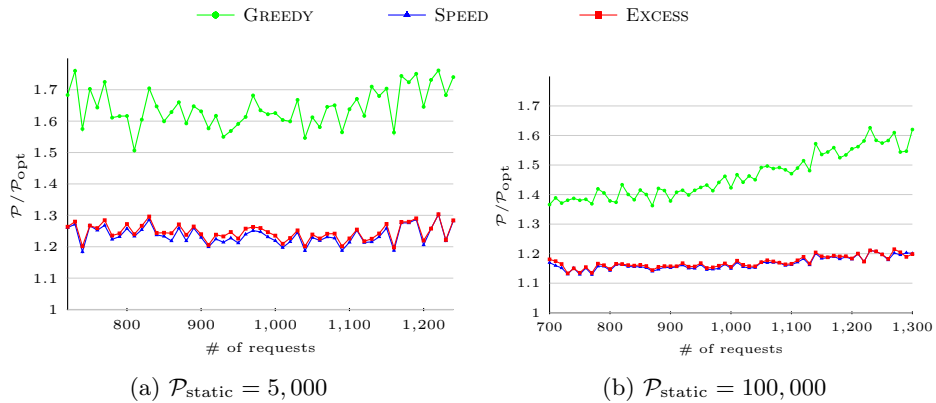 GREEDY SPEED EXCESS
P/Popt
1.7
1.6
1.5
1.4
1.3
1.2
1.1
1
800 900 1,000 1,100 1,200
# of requests
(a) Pstatic = 5,000
P/Popt
1.7
1.6
1.5
1.4
1.3
1.2
1.1
1
700 800 900 1,000 1,100 1,200 1,300
# of requests
(b) Pstatic = 100,000